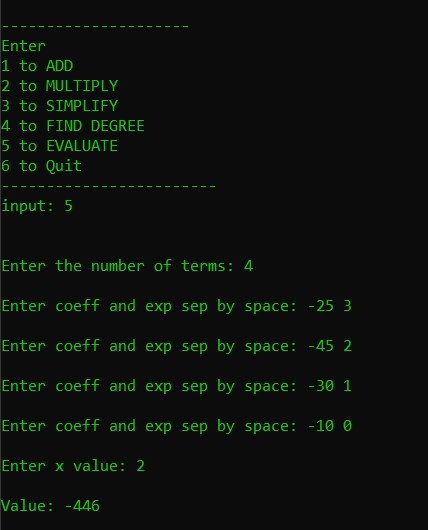 ---------------------
Enter
1 to ADD
2 to MULTIPLY
3 to SIMPLIFY
4 to FIND DEGREE
5 to EVALUATE
6 to Quit
------------------------
input: 5
Enter the number of terms: 4
Enter coeff and exp sep by space: -25 3
Enter coeff and exp sep by space: -45 2
Enter coeff and exp sep by space: -30 1
Enter coeff and exp sep by space: -10 0
Enter x value: 2
Value: -446